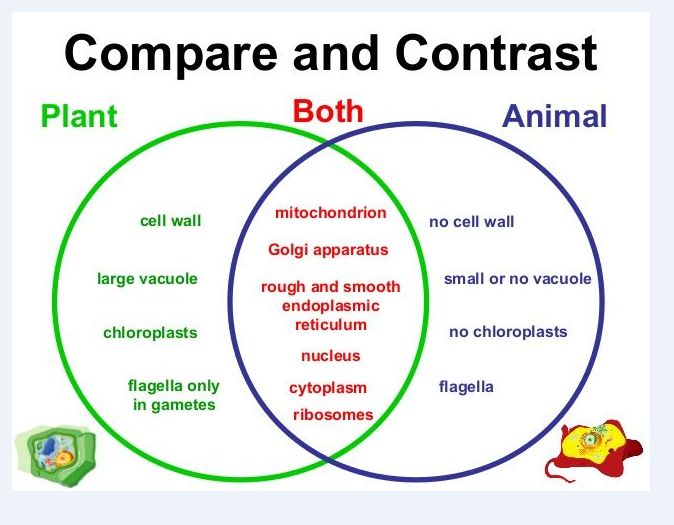 Compare and Contrast
Plant
Both
Animal
cell wall
large vacuole
chloroplasts
flagella only
in gametes
mitochondrion
Golgi apparatus
rough and smooth
endoplasmic
reticulum
nucleus
cytoplasm
ribosomes
no cell wall
small or no vacuole
no chloroplasts
flagella